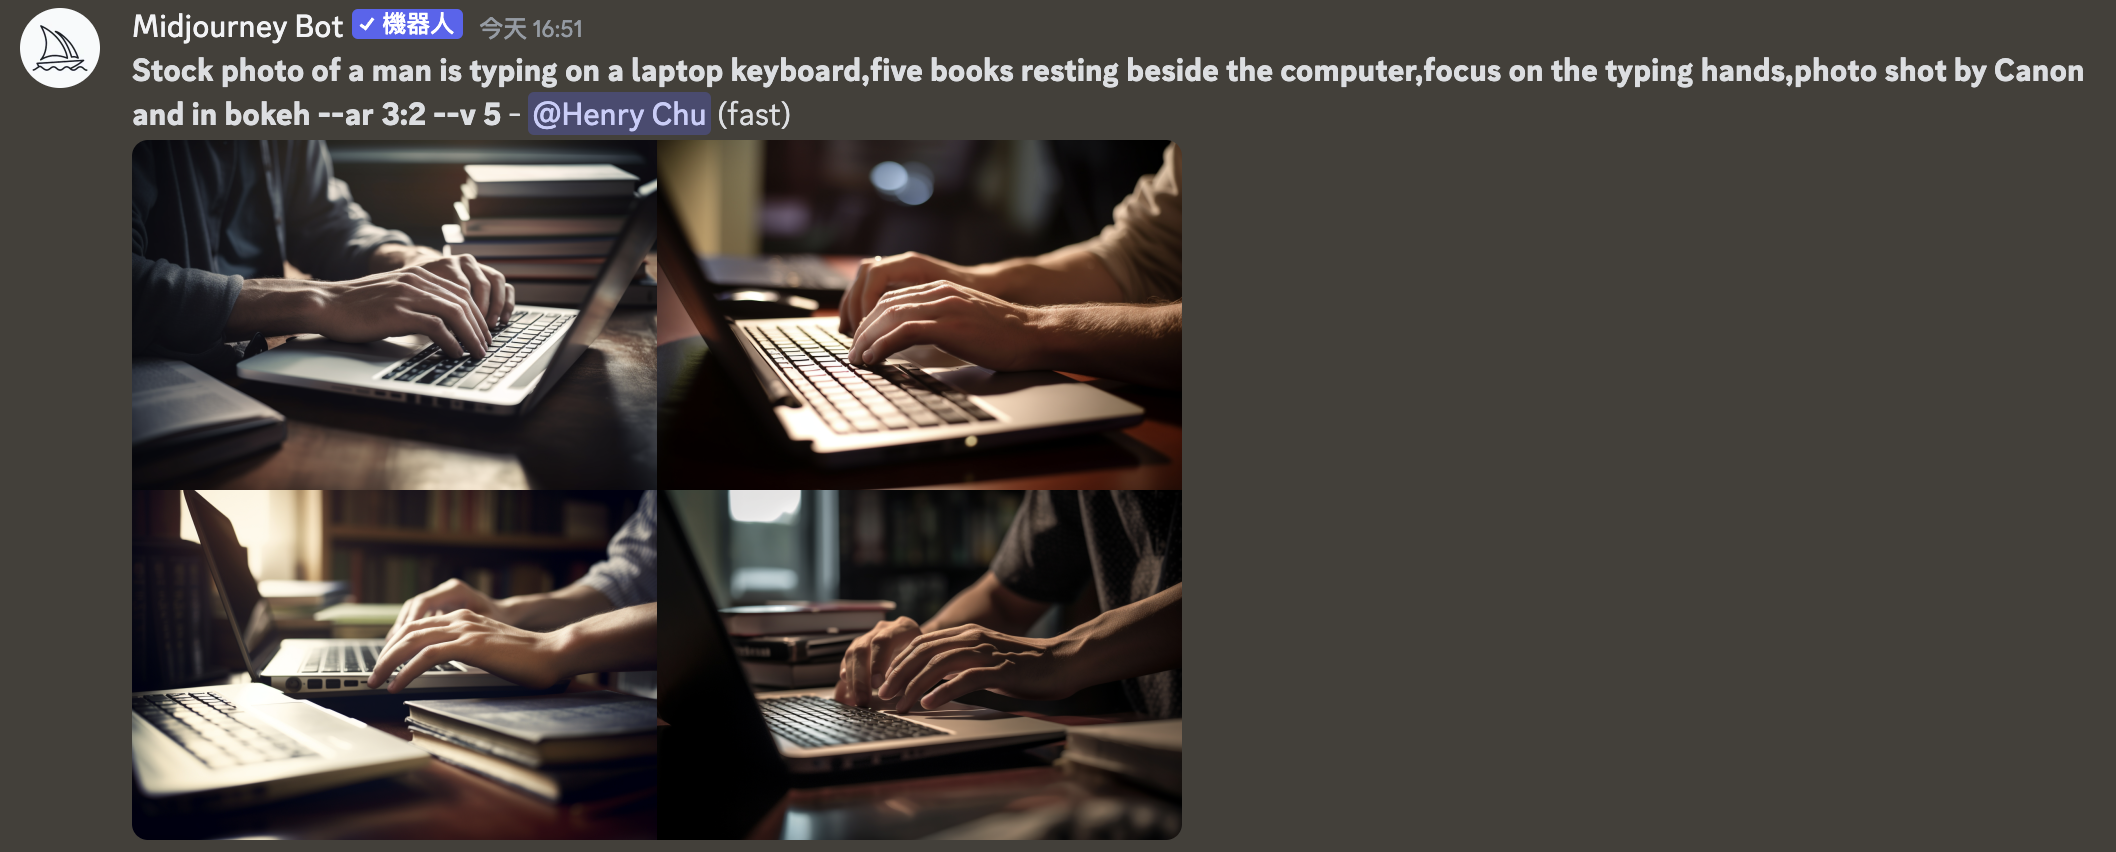 Midjourney Bot ✓ 機器人 今天 16:51
Stock photo of a man is typing on a laptop keyboard,five books resting beside the computer,focus on the typing hands,photo shot by Canon
and in bokeh --ar 3:2 --v 5 - @Henry Chu (fast)